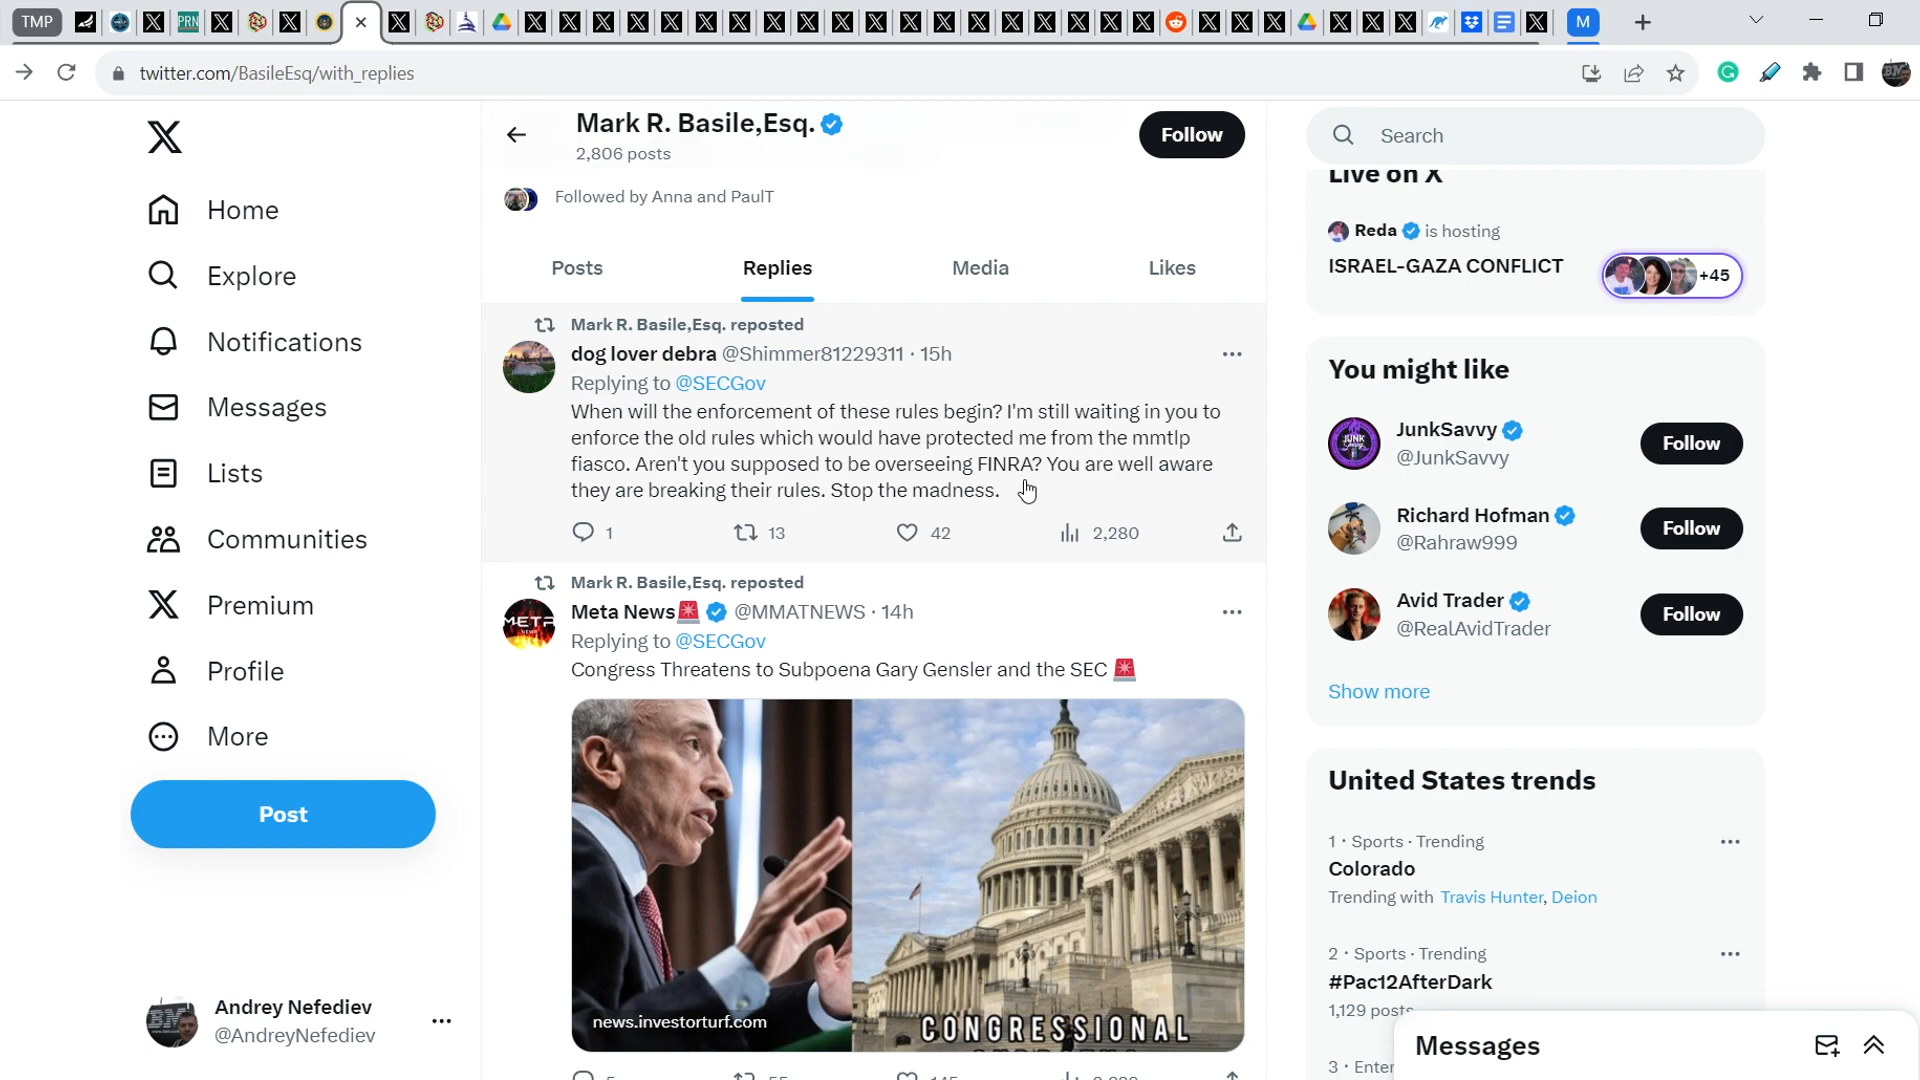 TMP
PRN
M
twitter.com/BasileEsq/with_replies
Home
Explore
Notifications
Messages
Lists
Communities
Premium
Profile
More
Post
Andrey Nefediev
@AndreyNefediev
Mark R. Basile,Esq.
2,806 posts
Follow
Followed by Anna and PaulT
Posts
Replies
Media
Likes
Mark R. Basile,Esq. reposted
dog lover debra @Shimmer81229311 · 15h
Replying to @SECGov
When will the enforcement of these rules begin? I'm still waiting in you to
enforce the old rules which would have protected me from the mmtlp
fiasco. Aren't you supposed to be overseeing FINRA? You are well aware
they are breaking their rules. Stop the madness.
1 13 42 2,280
Mark R. Basile,Esq. reposted
Meta News🚨 @MMATNEWS · 14h
Replying to @SECGov
Congress Threatens to Subpoena Gary Gensler and the SEC 🚨
news.investorturf.com
CONGRESSIONAL
Search
Live on X
Reda is hosting
ISRAEL-GAZA CONFLICT
+45
You might like
JunkSavvy
@JunkSavvy
Follow
Richard Hofman
@Rahraw999
Follow
Avid Trader
@RealAvidTrader
Follow
Show more
United States trends
1 · Sports · Trending
Colorado
Trending with Travis Hunter, Deion
2 · Sports · Trending
#Pac12AfterDark
1,129 posts
Messages